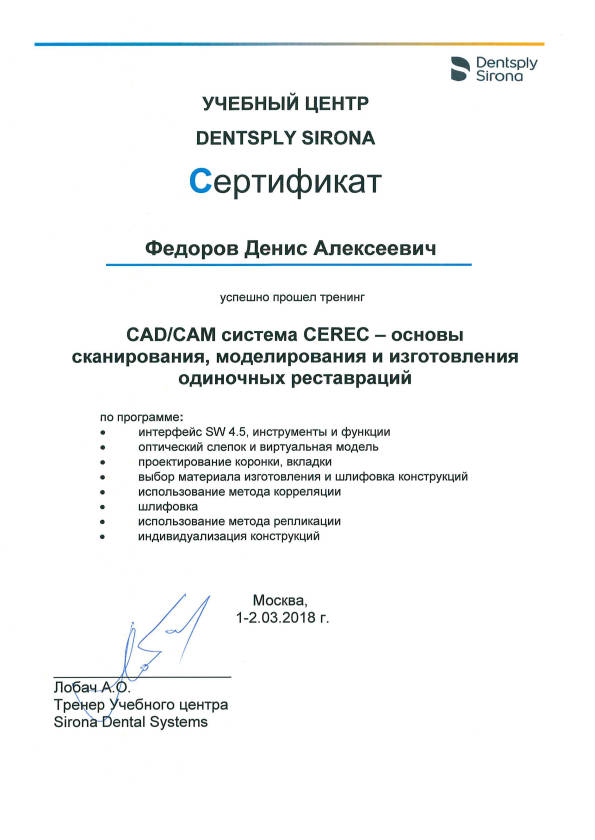 Dentsply
Sirona
УЧЕБНЫЙ ЦЕНТР
DENTSPLY SIRONA
Сертификат
Федоров Денис Алексеевич
успешно прошел тренинг
CAD/CAM система CEREC – основы
сканирования, моделирования и изготовления
одиночных реставраций
по программе:
• интерфейс SW 4.5, инструменты и функции
• оптический слепок и виртуальная модель
• проектирование коронки, вкладки
• выбор материала изготовления и шлифовка конструкций
• использование метода корреляции
• шлифовка
• использование метода репликации
• индивидуализация конструкций
Москва,
1-2.03.2018 г.
Лобач А.О.
Тренер Учебного центра
Sirona Dental Systems